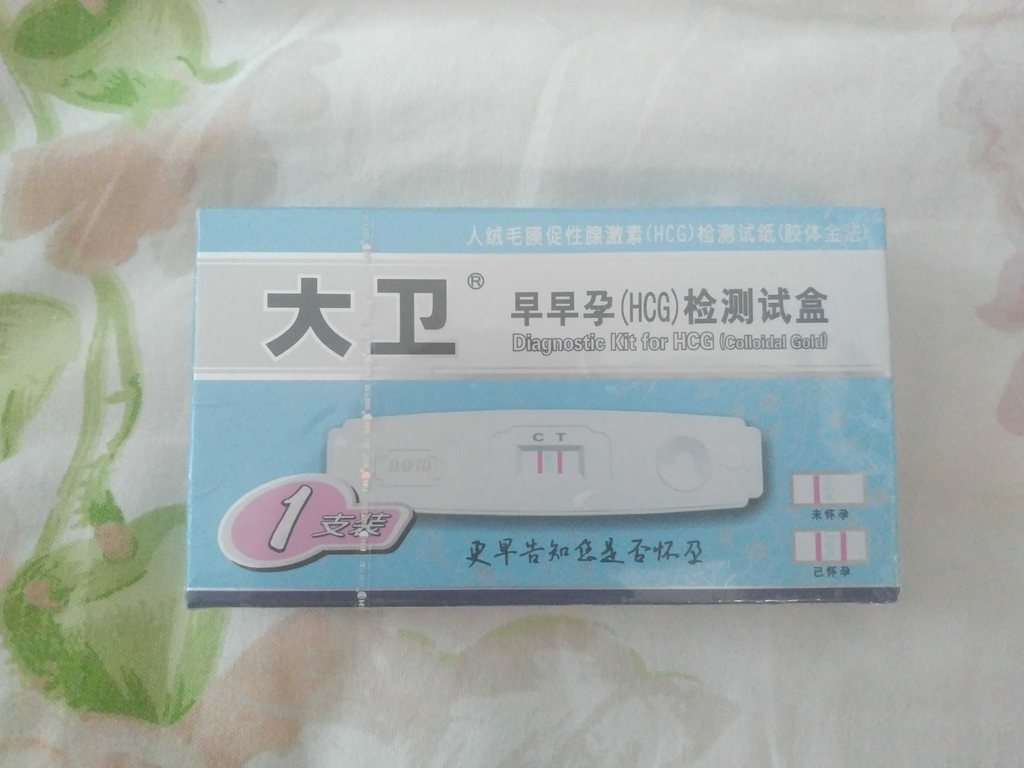 人绒毛膜促性腺激素(HCG)检测试纸(胶体金法)
大卫®
早早孕(HCG)检测试盒
Diagnostic Kit for HCG (Colloidal Gold)
C T
DAVID
1支装
更早告知您是否怀孕
未怀孕
已怀孕